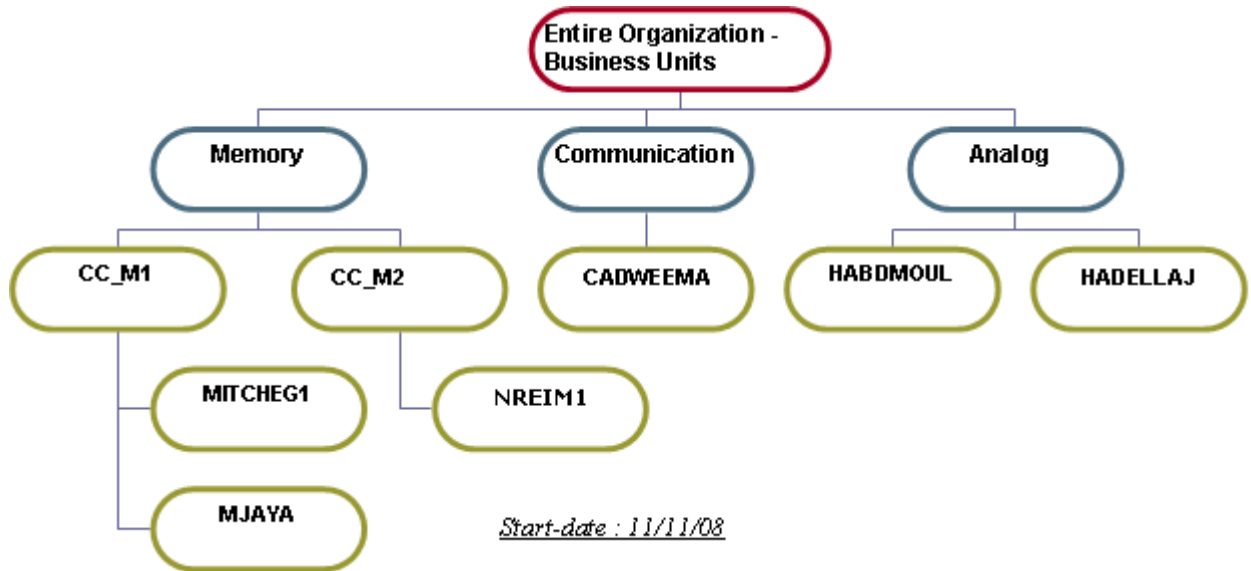 Entire Organization -
Business Units
Memory
Communication
Analog
CC_M1
CC_M2
CADWEEMA
HABDMOUL
HADELLAJ
MITCHEG1
NREIM1
MJAYA
Start-date : 11/11/08